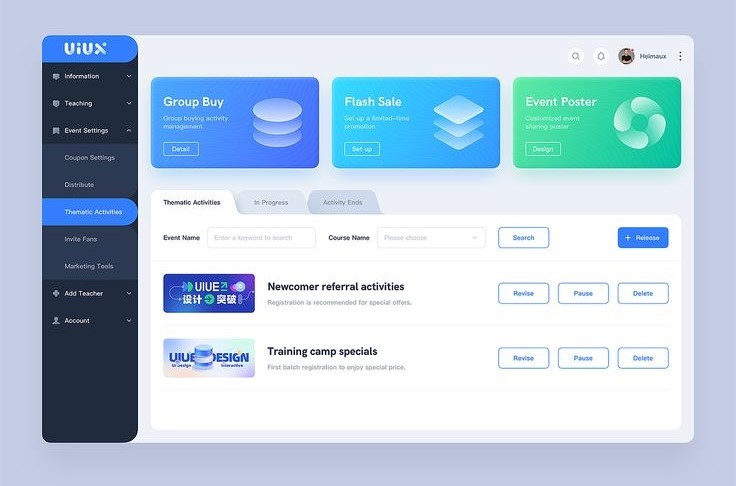 UiUX
Heimaux
Information
Teaching
Event Settings
Coupon Settings
Distribute
Thematic Activities
Invite Fans
Marketing Tools
Add Teacher
Account
Group Buy
Group buying activity
management
Detail
Flash Sale
Set up a limited-time
promotion
Set up
Event Poster
Customized event
sharing poster
Design
Thematic Activities
In Progress
Activity Ends
Event Name
Enter a keyword to search
Course Name
Please choose
Search
+ Release
UIUE
设计
突破
Newcomer referral activities
Registration is recommended for special offers.
Revise
Pause
Delete
UIUE DESIGN
Ui Design
Interactive
Training camp specials
First batch registration to enjoy special price.
Revise
Pause
Delete